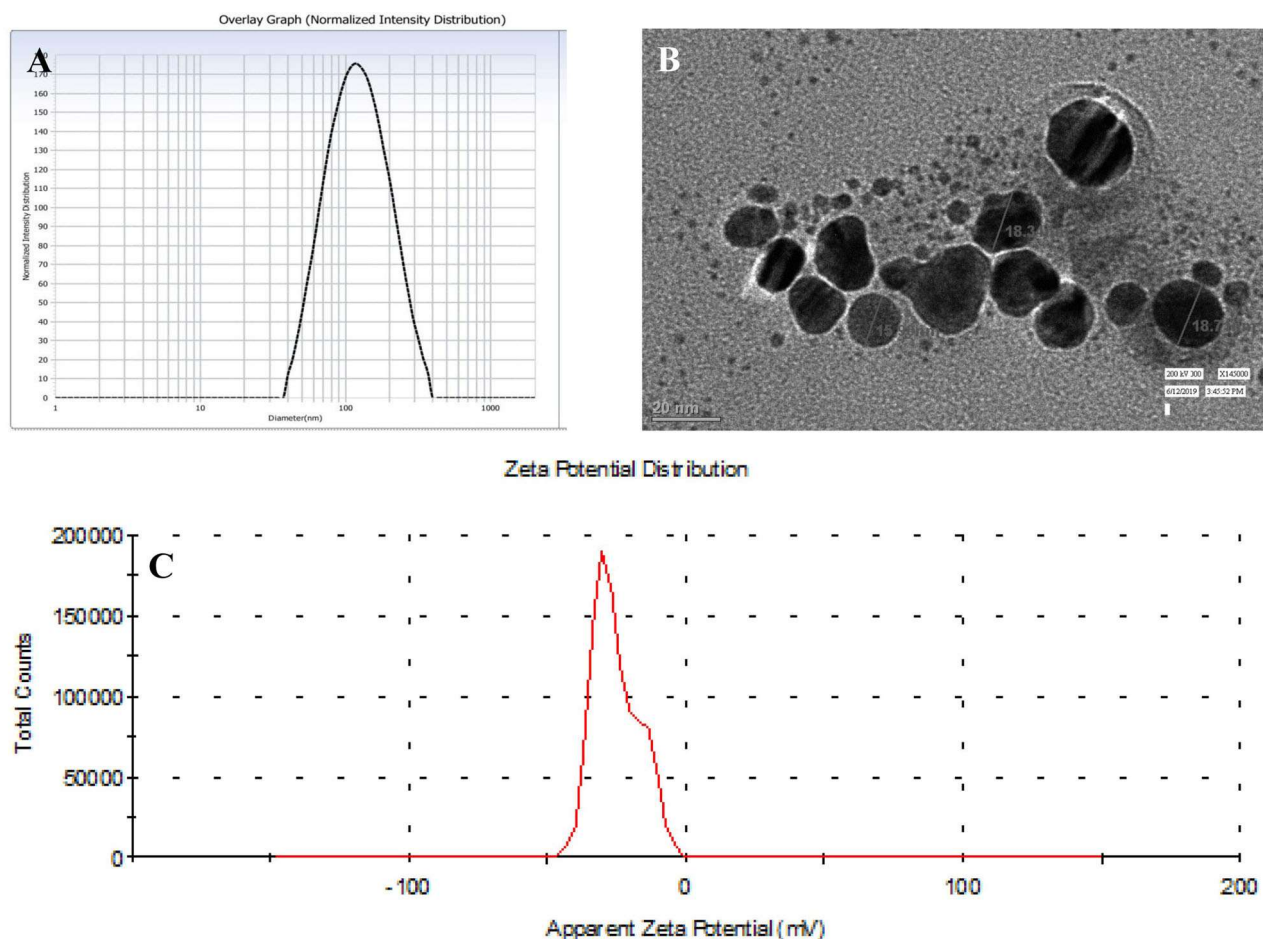 Overlay Graph (Normalized Intensity Distribution)
A
180
170
160
150
140
130
120
110
100
90
80
70
60
50
40
30
20
10
0
Normalized Intensity Distribution
1 10 100 1000
Diameter(nm)
B
18.3
15
18.7
20 nm
200 kV 300 X145000
6/12/2019 3:45:52 PM
Zeta Potential Distribution
C
Total Counts
200000
150000
100000
50000
0
-100 0 100 200
Apparent Zeta Potential (mV)